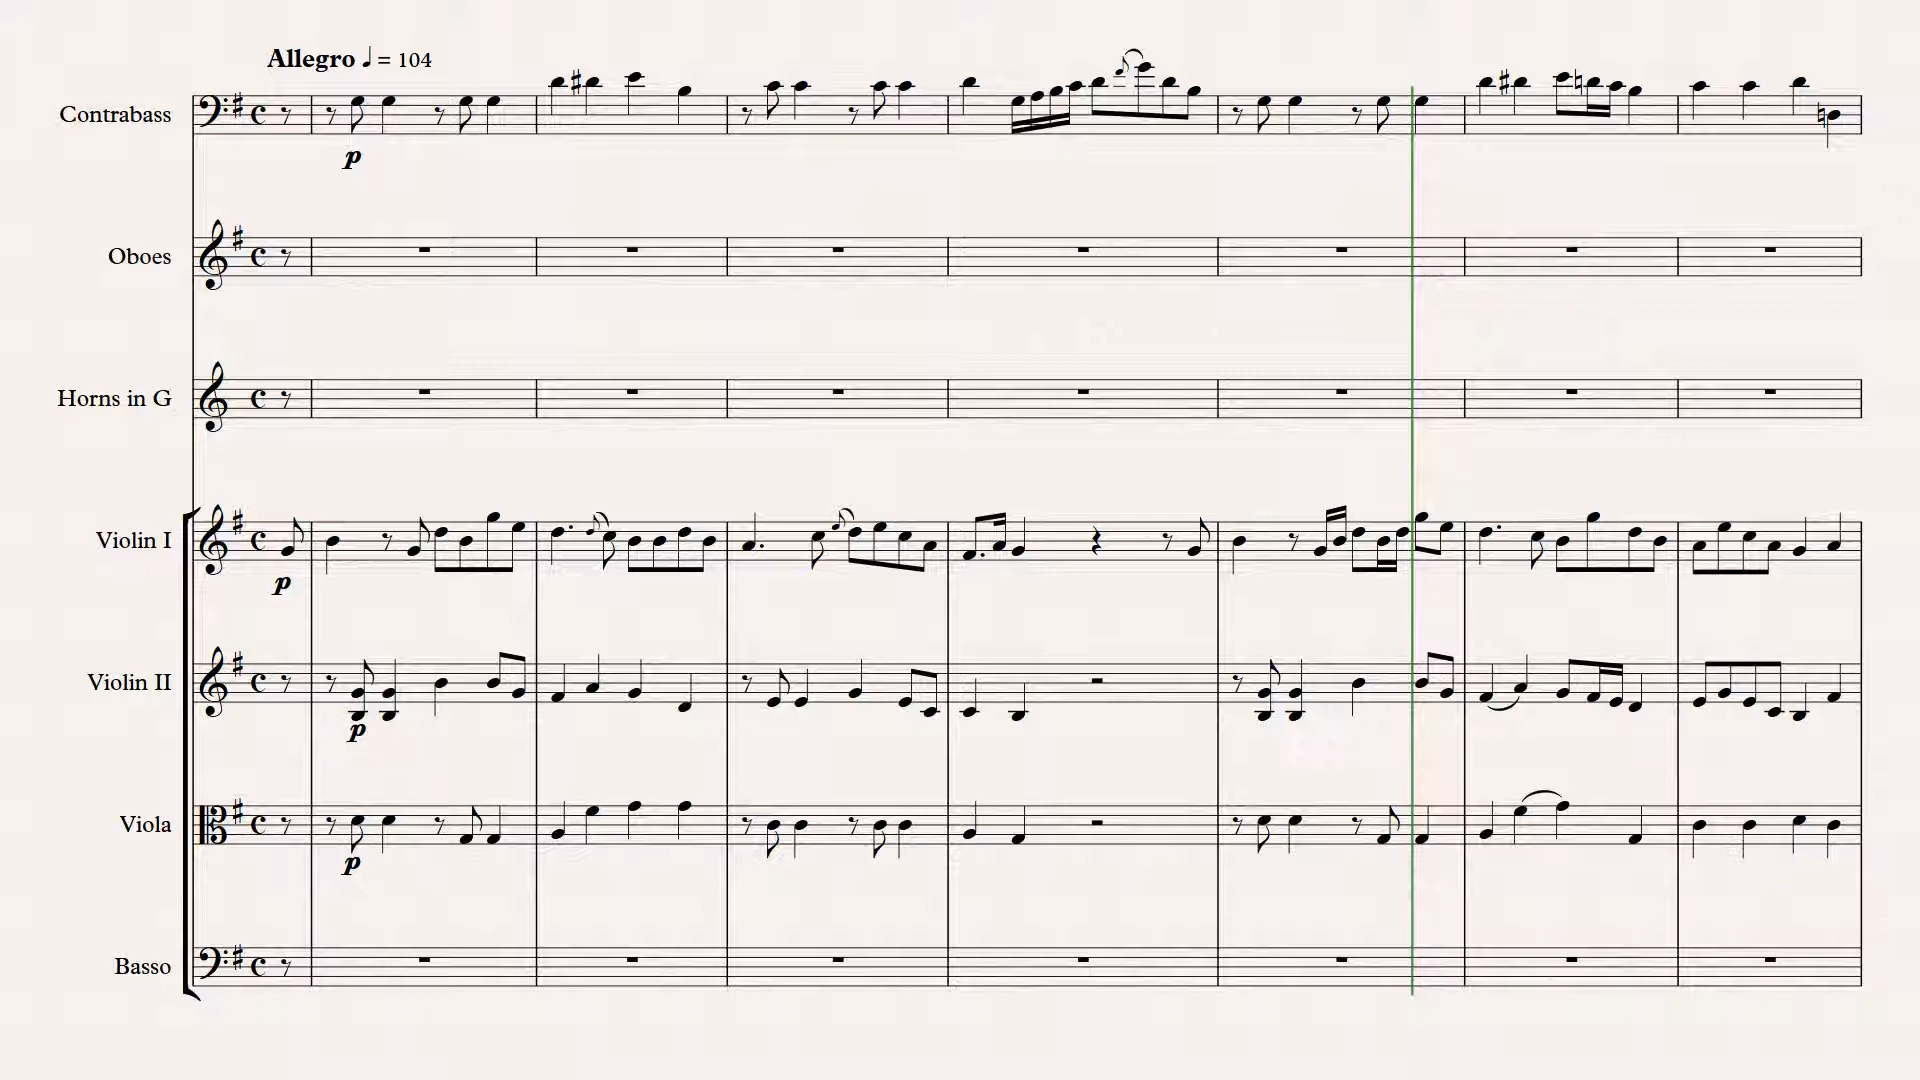 Allegro ♩ = 104
Contrabass
p
Oboes
Horns in G
Violin I
p
Violin II
p
Viola
p
Basso